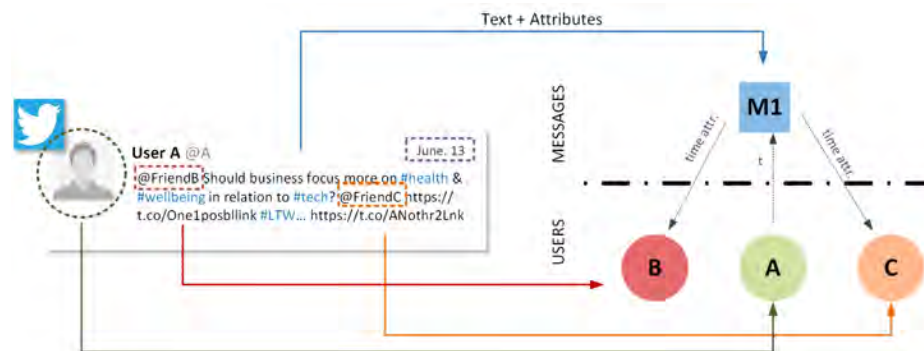 Text + Attributes
MESSAGES
M1
time attr.
t
time attr.
User A @A
June. 13
@FriendB Should business focus more on #health &
#wellbeing in relation to #tech? @FriendC https://
t.co/One1posbllink #LTW... https://t.co/ANothr2Lnk
USERS
B
A
C